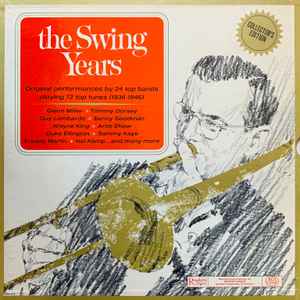 COLLECTOR'S
EDITION
the Swing
Years
Original performances by 24 top bands
playing 72 top tunes (1936-1946)
Glenn Miller • Tommy Dorsey
Guy Lombardo • Benny Goodman
Wayne King • Artie Shaw
Duke Ellington • Sammy Kaye
Freddy Martin • Hal Kemp...and many more
Reader's
Digest